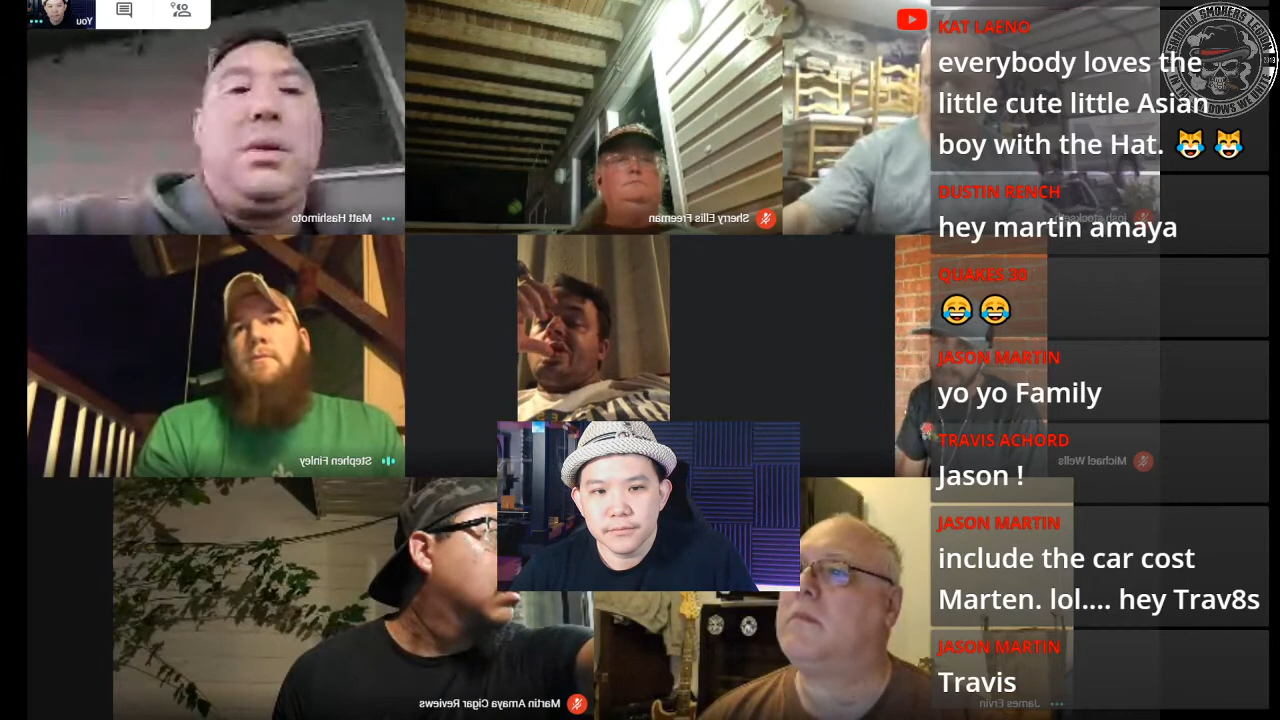 You
Matt Hashimoto
Sherry Ellis Freeman
josh stocksett
Stephen Finley
Michael Wells
Martin Amaya Cigar Reviews
James Ervin
SMOKERS
KAT LAENO
everybody loves the
little cute little Asian
boy with the Hat. 😹 😹
DUSTIN RENCH
hey martin amaya
QUAKES 30
😂 😂
JASON MARTIN
yo yo Family
TRAVIS ACHORD
Jason !
JASON MARTIN
include the car cost
Marten. lol.... hey Trav8s
JASON MARTIN
Travis